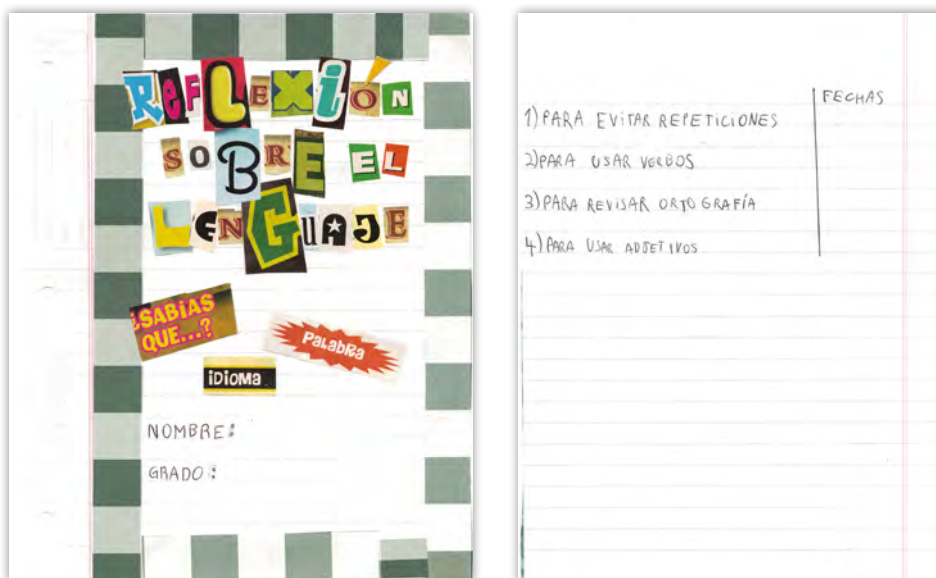 REFLEXIÓN
SOBRE EL
LENGUAJE
¿SABÍAS
QUE...?
PALABRA
IDIOMA
NOMBRE:
GRADO:
FECHAS
1) PARA EVITAR REPETICIONES
2) PARA USAR VERBOS
3) PARA REVISAR ORTOGRAFÍA
4) PARA USAR ADJETIVOS